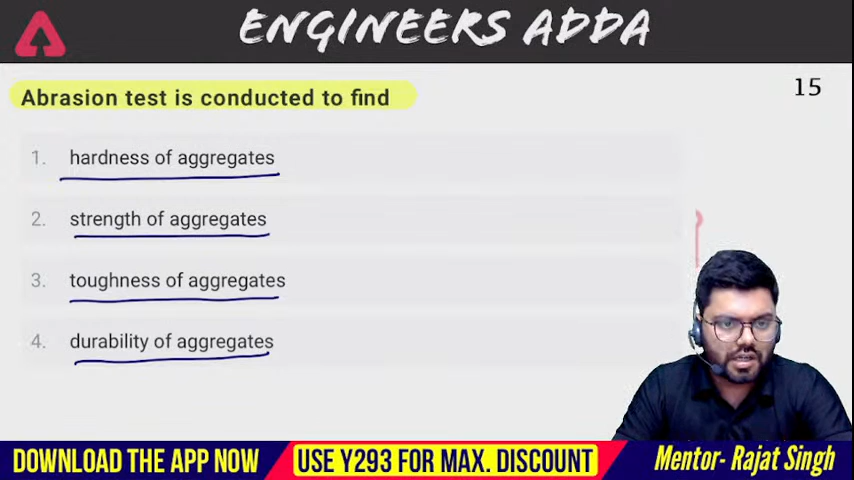 ENGINEERS ADDA
Abrasion test is conducted to find
15
1. hardness of aggregates
2. strength of aggregates
3. toughness of aggregates
4. durability of aggregates
DOWNLOAD THE APP NOW
USE Y293 FOR MAX. DISCOUNT
Mentor- Rajat Singh